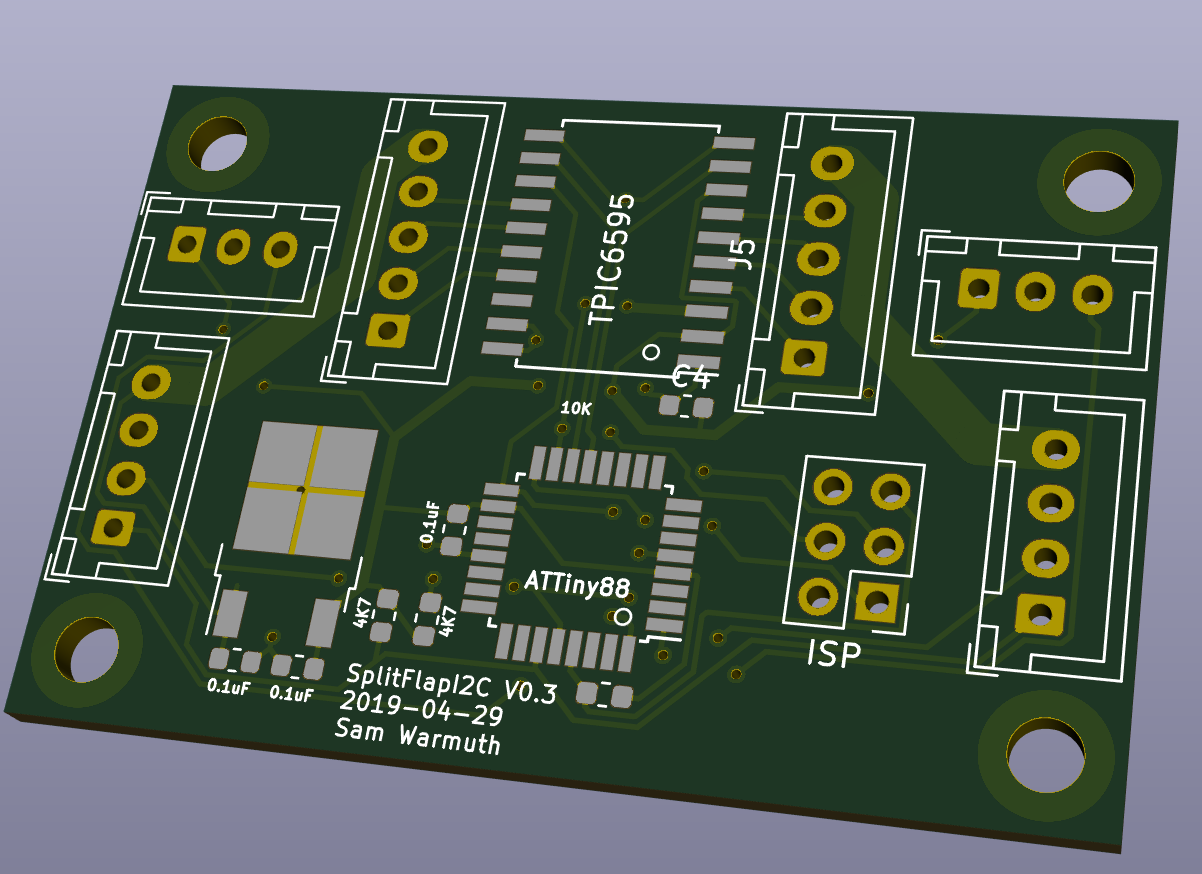 TPIC6595
J5
C4
10K
0.1uF
ATTiny88
4K7
4K7
ISP
0.1uF
0.1uF
SplitFlapI2C V0.3
2019-04-29
Sam Warmuth